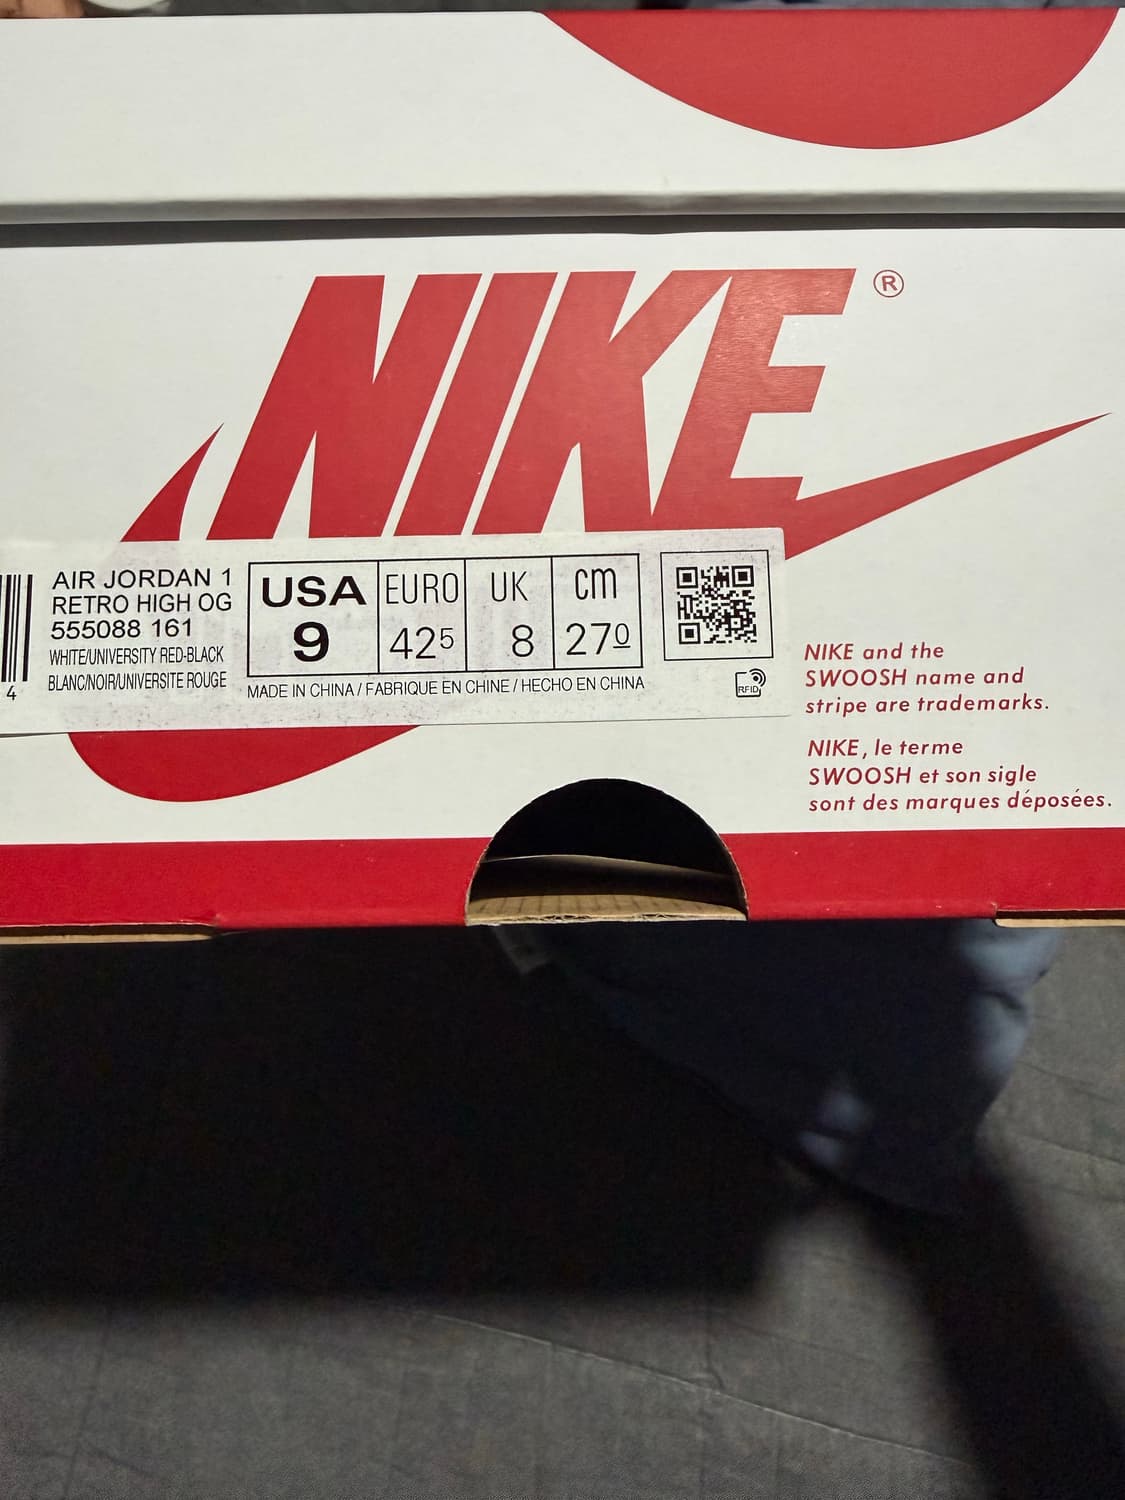 NIKE®
AIR JORDAN 1
RETRO HIGH OG
555088 161
WHITE/UNIVERSITY RED-BLACK
BLANC/NOIR/UNIVERSITE ROUGE
4
USA EURO UK cm
9 425 8 270
MADE IN CHINA / FABRIQUE EN CHINE / HECHO EN CHINA
RFID
NIKE and the
SWOOSH name and
stripe are trademarks.
NIKE, le terme
SWOOSH et son sigle
sont des marques déposées.